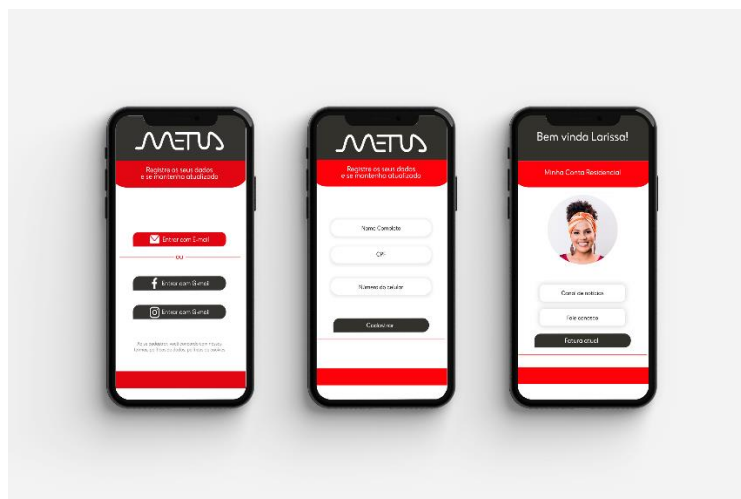 METUS
Registre os seus dados
e se mantenha atualizado
Entrar com E-mail
ou
Entrar com E-mail
Entrar com E-mail
METUS
Registre os seus dados
e se mantenha atualizado
Nome Completo
CPF
Número do celular
Cadastrar
Bem vinda Larissa!
Minha Conta Residencial
Canal de notícias
Fale conosco
Fatura atual